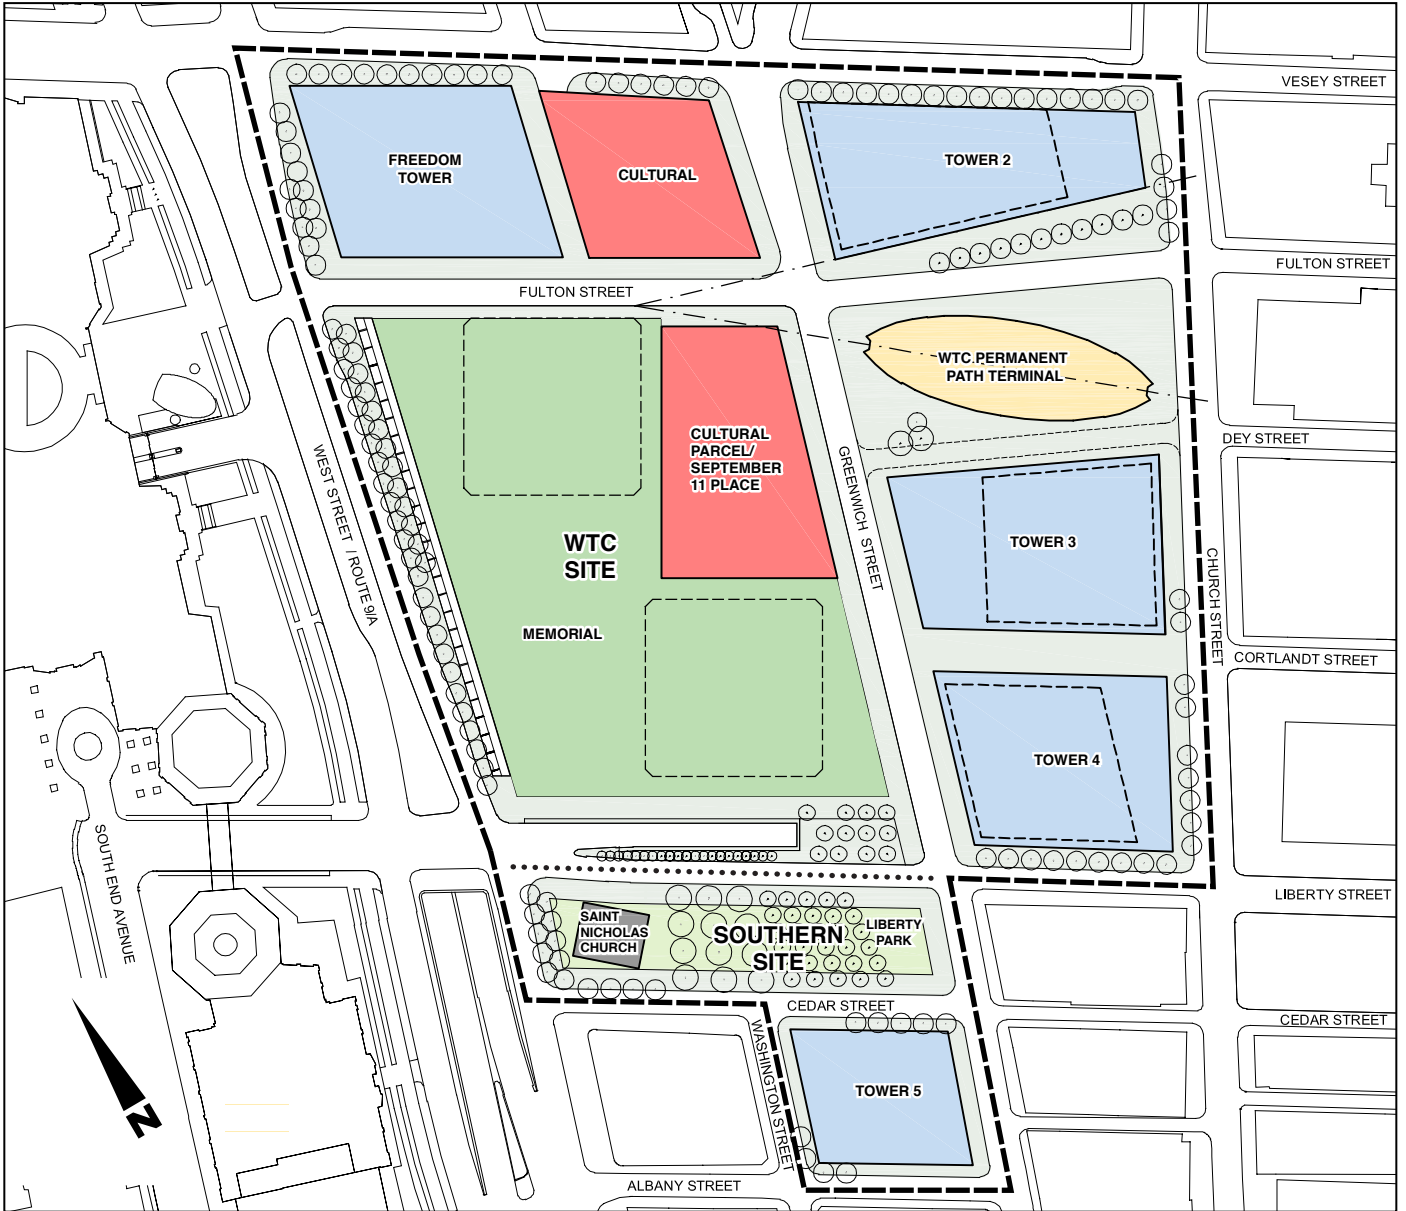 VESEY STREET
FREEDOM
TOWER
CULTURAL
TOWER 2
FULTON STREET
FULTON STREET
WTC PERMANENT
PATH TERMINAL
CULTURAL
PARCEL/
SEPTEMBER
11 PLACE
DEY STREET
WEST STREET / ROUTE 9/A
GREENWICH STREET
WTC
SITE
TOWER 3
CHURCH STREET
MEMORIAL
CORTLANDT STREET
TOWER 4
SOUTH END AVENUE
LIBERTY STREET
SAINT
NICHOLAS
CHURCH
SOUTHERN
SITE
LIBERTY
PARK
CEDAR STREET
CEDAR STREET
WASHINGTON STREET
TOWER 5
N
ALBANY STREET